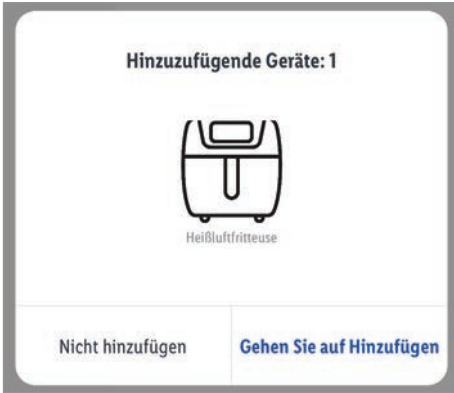 Hinzuzufügende Geräte: 1
Heißluftfritteuse
Nicht hinzufügen
Gehen Sie auf Hinzufügen